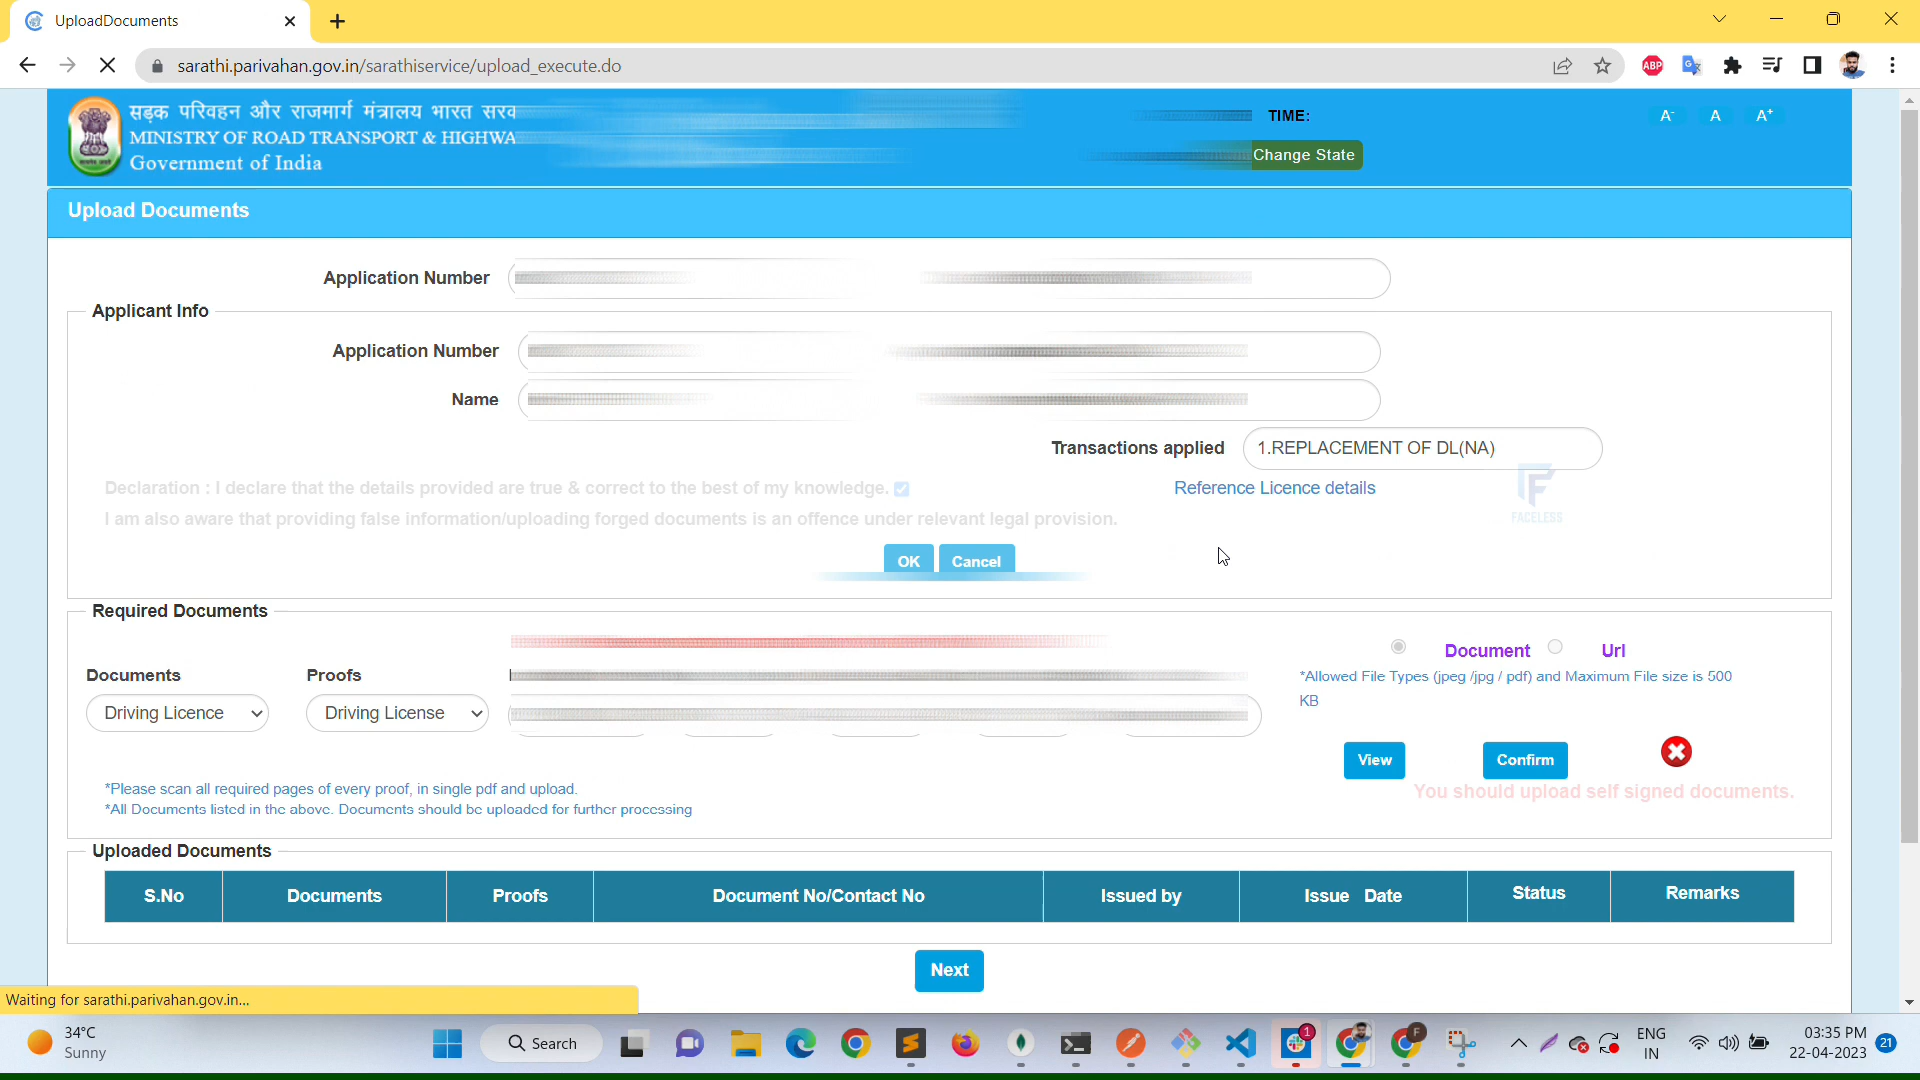 UploadDocuments
sarathi.parivahan.gov.in/sarathiservice/upload_execute.do
ABP
सड़क परिवहन और राजमार्ग मंत्रालय भारत
MINISTRY OF ROAD TRANSPORT &
Government of India
TIME:
A- A A+
Change State
Upload Documents
Application Number
Applicant Info
Application Number
Name
Transactions applied 1.REPLACEMENT OF DL(NA)
Declaration : I declare that the details provided are true & correct to the best of my knowledge.
Reference Licence details
FACELESS
I am also aware that providing false information/uploading forged documents is an offence under relevant legal provision.
OK Cancel
Required Documents
Document Url
Documents Proofs
*Allowed File Types (jpeg /jpg / pdf) and Maximum File size is 500
KB
Driving Licence Driving License
View Confirm
You should upload self signed documents.
*Please scan all required pages of every proof, in single pdf and upload.
*All Documents listed in the above. Documents should be uploaded for further processing
Uploaded Documents
S.No Documents Proofs Document No/Contact No Issued by Issue Date Status Remarks
Next
Waiting for sarathi.parivahan.gov.in...
34°C
Sunny
Search
1
F
ENG
IN
03:35 PM
22-04-2023
21